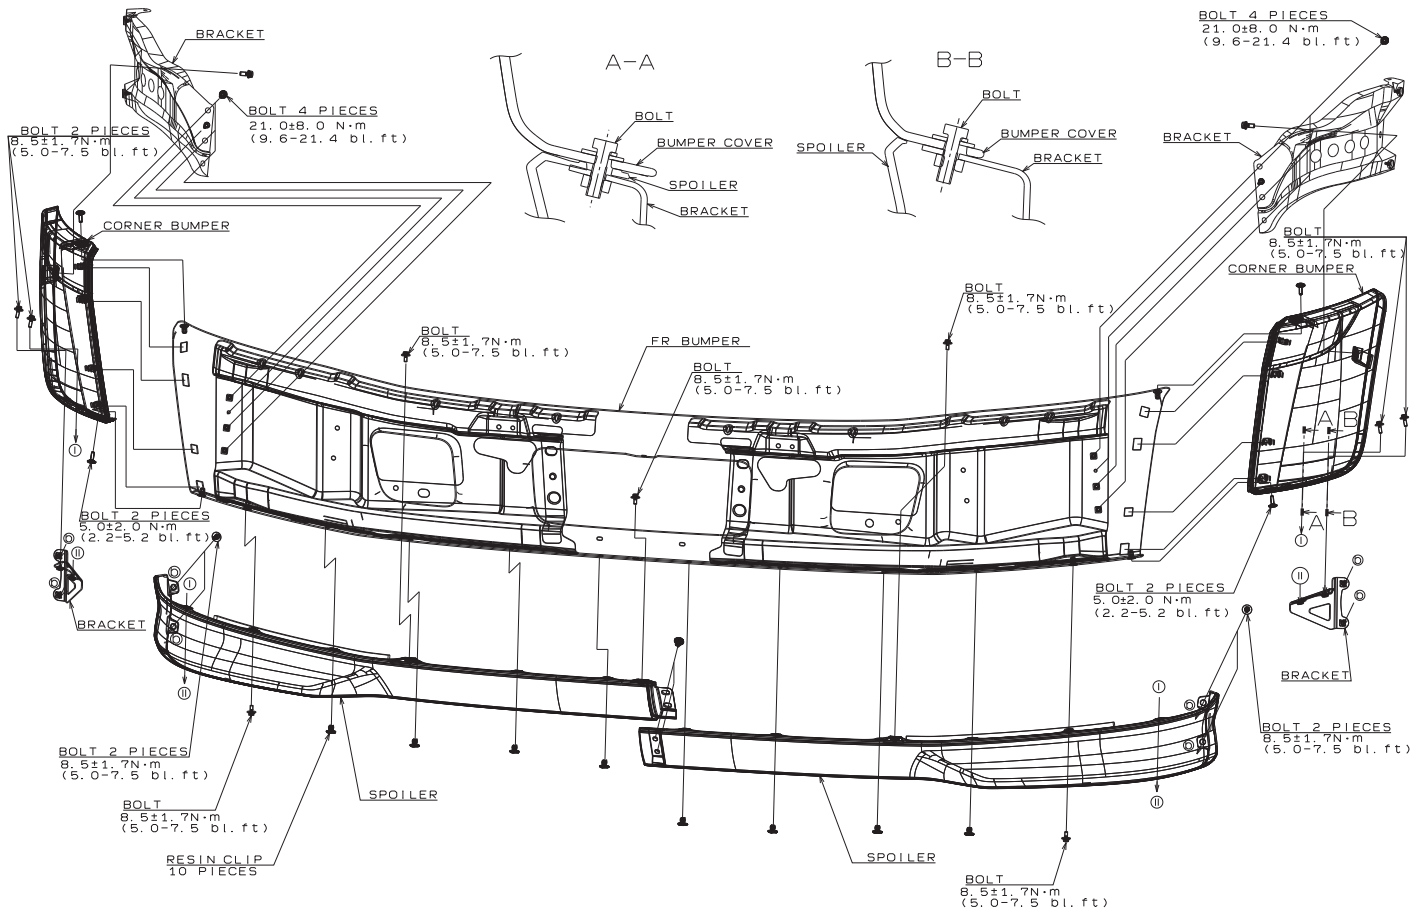 BRACKET
BOLT 4 PIECES
21.0±8.0 N·m
(9.6-21.4 bl.ft)
BOLT 2 PIECES
8.5±1.7N·m
(5.0-7.5 bl.ft)
CORNER BUMPER
A-A
BOLT
BUMPER COVER
SPOILER
BRACKET
B-B
BOLT
SPOILER
BUMPER COVER
BRACKET
BOLT 4 PIECES
21.0±8.0 N·m
(9.6-21.4 bl.ft)
BRACKET
BOLT
8.5±1.7N·m
(5.0-7.5 bl.ft)
CORNER BUMPER
BOLT
8.5±1.7N·m
(5.0-7.5 bl.ft)
BOLT
8.5±1.7N·m
(5.0-7.5 bl.ft)
FR BUMPER
BOLT
8.5±1.7N·m
(5.0-7.5 bl.ft)
A B
A B
I
I
BOLT 2 PIECES
5.0±2.0 N·m
(2.2-5.2 bl.ft)
II
BRACKET
I
II
BOLT 2 PIECES
5.0±2.0 N·m
(2.2-5.2 bl.ft)
II
BRACKET
I
II
BOLT 2 PIECES
8.5±1.7N·m
(5.0-7.5 bl.ft)
BOLT 2 PIECES
8.5±1.7N·m
(5.0-7.5 bl.ft)
BOLT
8.5±1.7N·m
(5.0-7.5 bl.ft)
SPOILER
RESIN CLIP
10 PIECES
SPOILER
BOLT
8.5±1.7N·m
(5.0-7.5 bl.ft)